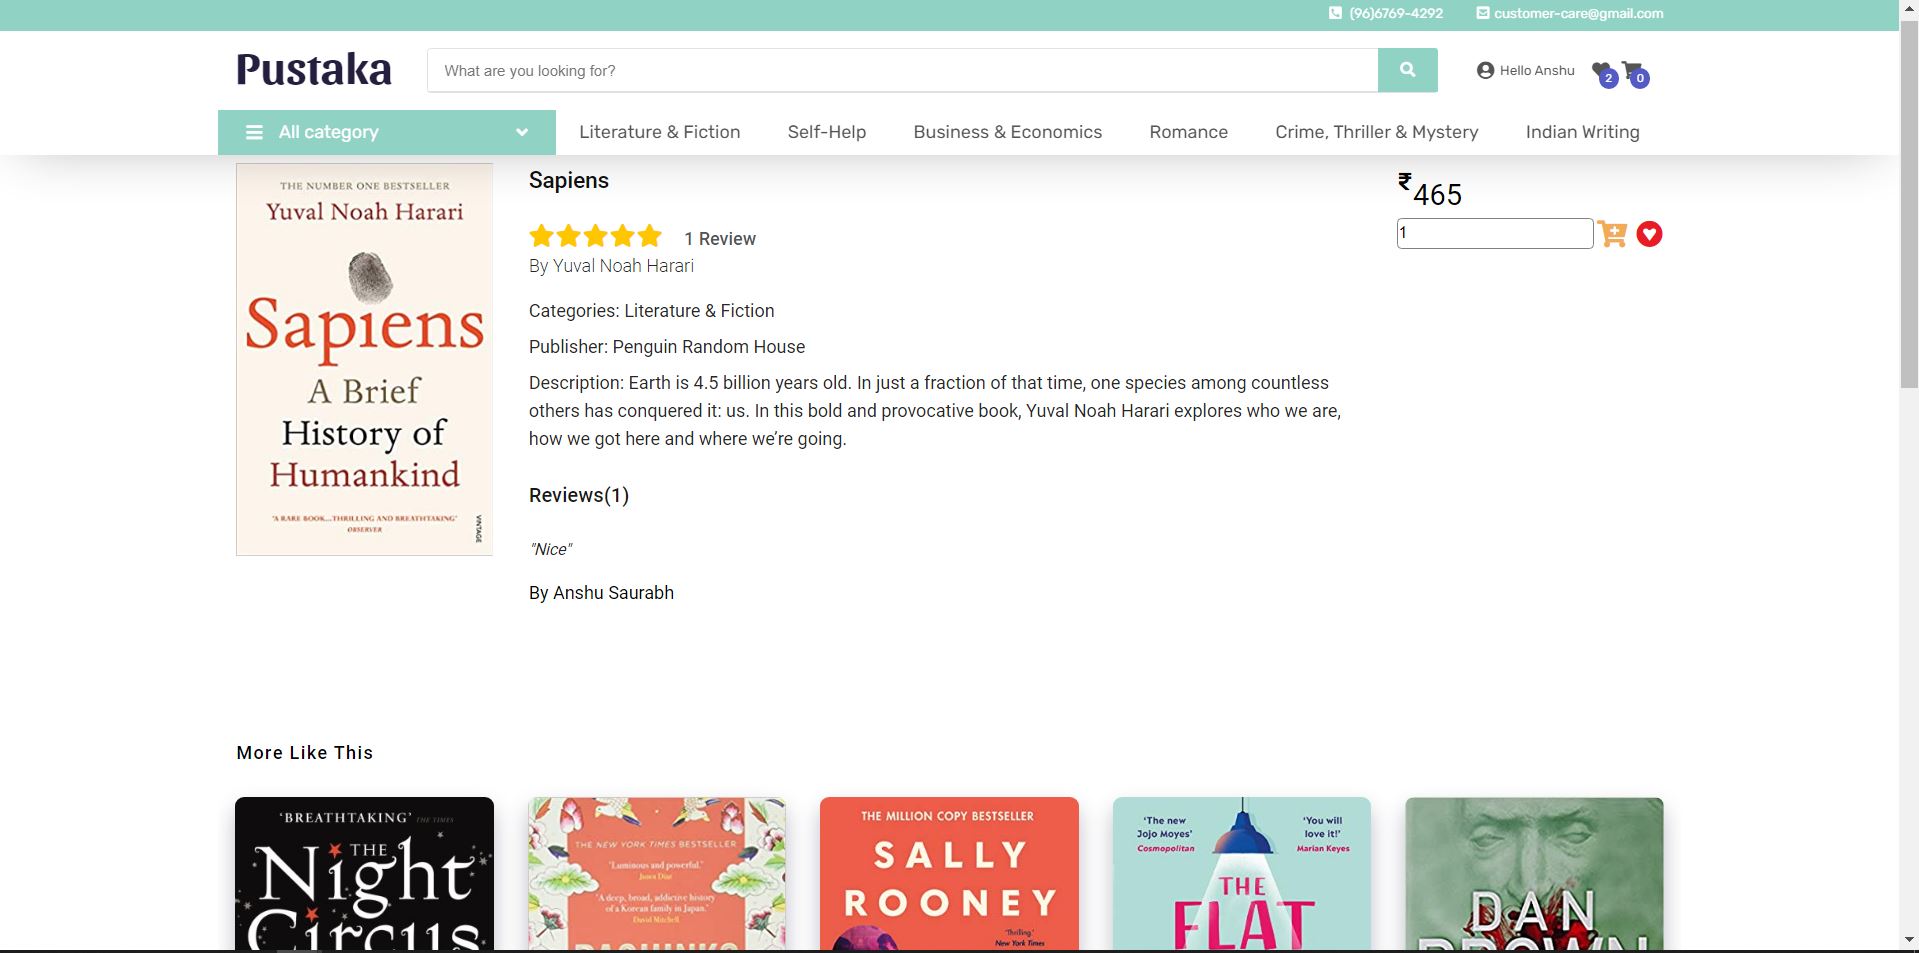 (96)6769-4292 customer-care@gmail.com
Pustaka
What are you looking for?
Hello Anshu 2 0
All category Literature & Fiction Self-Help Business & Economics Romance Crime, Thriller & Mystery Indian Writing
THE NUMBER ONE BESTSELLER
Yuval Noah Harari
Sapiens
A Brief
History of
Humankind
'A RARE BOOK...THRILLING AND BREATHTAKING'
OBSERVER
VINTAGE
Sapiens
1 Review
By Yuval Noah Harari
Categories: Literature & Fiction
Publisher: Penguin Random House
Description: Earth is 4.5 billion years old. In just a fraction of that time, one species among countless
others has conquered it: us. In this bold and provocative book, Yuval Noah Harari explores who we are,
how we got here and where we’re going.
Reviews(1)
"Nice"
By Anshu Saurabh
₹465
1
More Like This
‘BREATHTAKING’ THE TIMES
THE
Night
Circus
THE NEW YORK TIMES BESTSELLER
'Luminous and powerful.'
Junot Díaz
'A deep, broad, addictive history
of a Korean family in Japan.'
David Mitchell
PACHINKO
THE MILLION COPY BESTSELLER
SALLY
ROONEY
'Thrilling.'
New York Times
‘The new
Jojo Moyes’
Cosmopolitan
‘You will
love it!’
Marian Keyes
THE
FLAT
DAN
BROWN